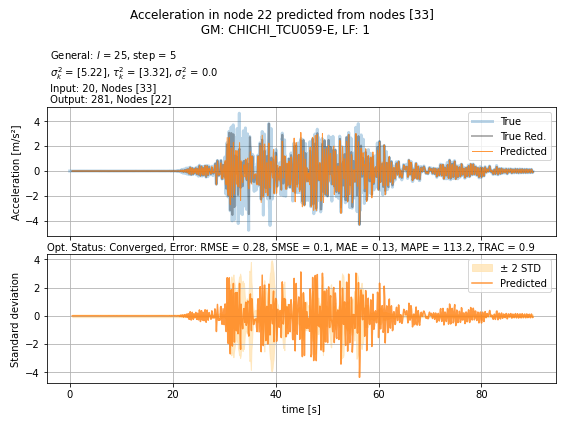 Acceleration in node 22 predicted from nodes [33]
GM: CHICHI_TCU059-E, LF: 1
General: l = 25, step = 5
σ²ₖ = [5.22], τ²ₖ = [3.32], σ²ε = 0.0
Input: 20, Nodes [33]
Output: 281, Nodes [22]
Acceleration [m/s²]
4
2
0
−2
−4
True
True Red.
Predicted
Opt. Status: Converged, Error: RMSE = 0.28, SMSE = 0.1, MAE = 0.13, MAPE = 113.2, TRAC = 0.9
Standard deviation
4
2
0
−2
−4
± 2 STD
Predicted
0 20 40 60 80
time [s]